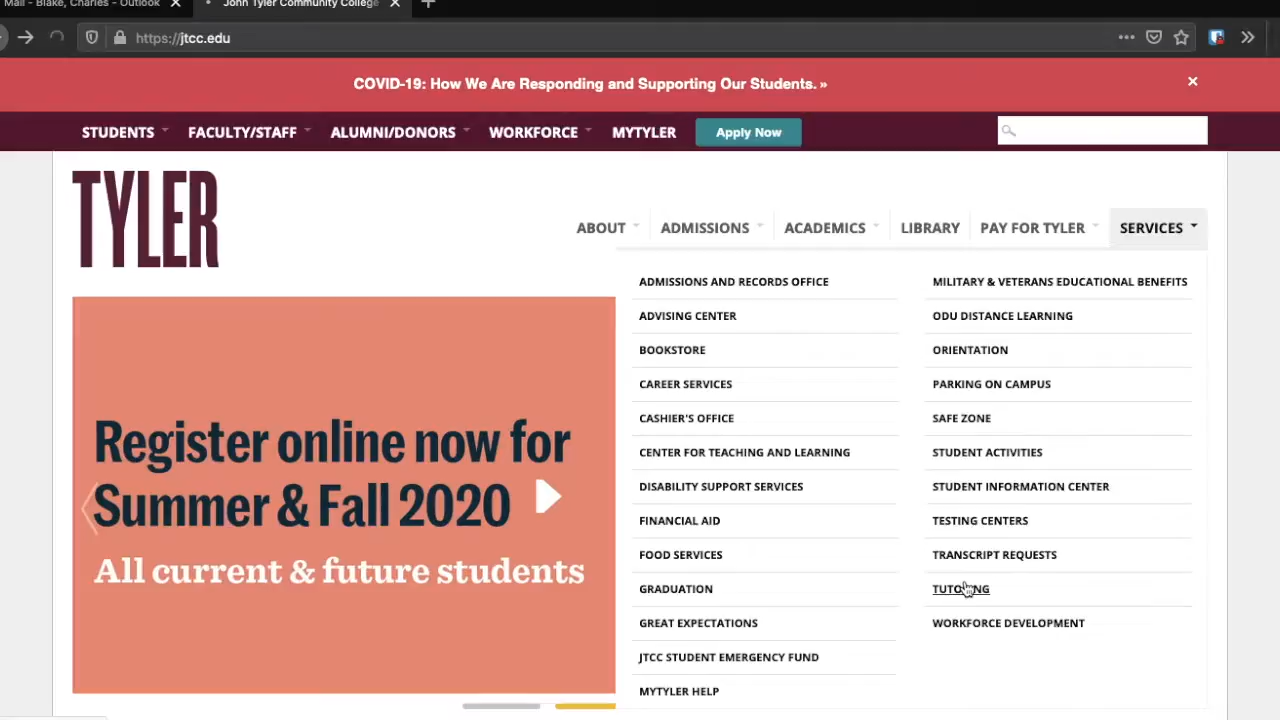 Mail - Blake, Charles - Outlook
John Tyler Community College
https://jtcc.edu
COVID-19: How We Are Responding and Supporting Our Students. »
STUDENTS FACULTY/STAFF ALUMNI/DONORS WORKFORCE MYTYLER Apply Now
TYLER
ABOUT ADMISSIONS ACADEMICS LIBRARY PAY FOR TYLER SERVICES
ADMISSIONS AND RECORDS OFFICE
ADVISING CENTER
BOOKSTORE
CAREER SERVICES
CASHIER'S OFFICE
CENTER FOR TEACHING AND LEARNING
DISABILITY SUPPORT SERVICES
FINANCIAL AID
FOOD SERVICES
GRADUATION
GREAT EXPECTATIONS
JTCC STUDENT EMERGENCY FUND
MYTYLER HELP
MILITARY & VETERANS EDUCATIONAL BENEFITS
ODU DISTANCE LEARNING
ORIENTATION
PARKING ON CAMPUS
SAFE ZONE
STUDENT ACTIVITIES
STUDENT INFORMATION CENTER
TESTING CENTERS
TRANSCRIPT REQUESTS
TUTORING
WORKFORCE DEVELOPMENT
Register online now for
Summer & Fall 2020
All current & future students